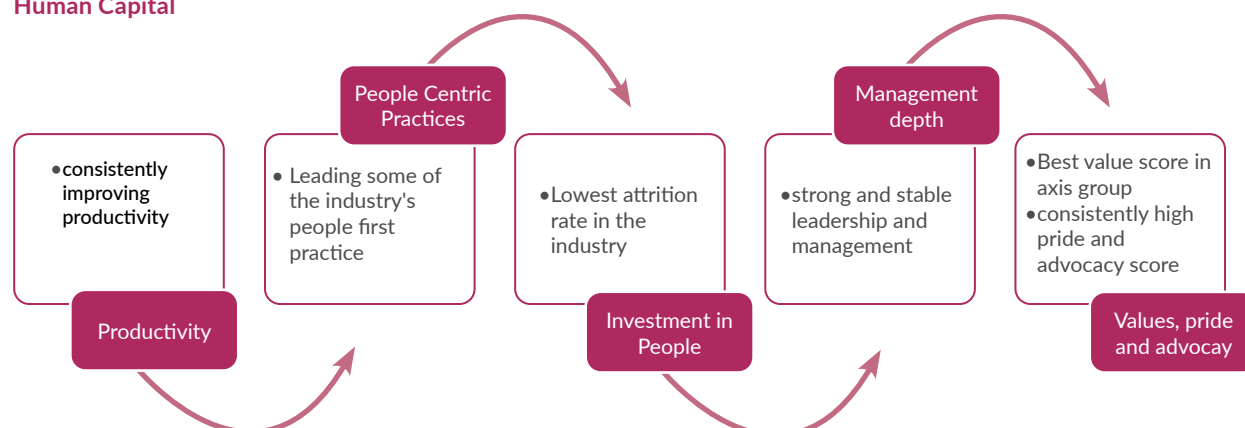 Human Capital
•consistently
improving
productivity
Productivity
People Centric
Practices
• Leading some of
the industry's
people first
practice
•Lowest attrition
rate in the
industry
Investment in
People
Management
depth
•strong and stable
leadership and
management
•Best value score in
axis group
•consistently high
pride and
advocacy score
Values, pride
and advocay